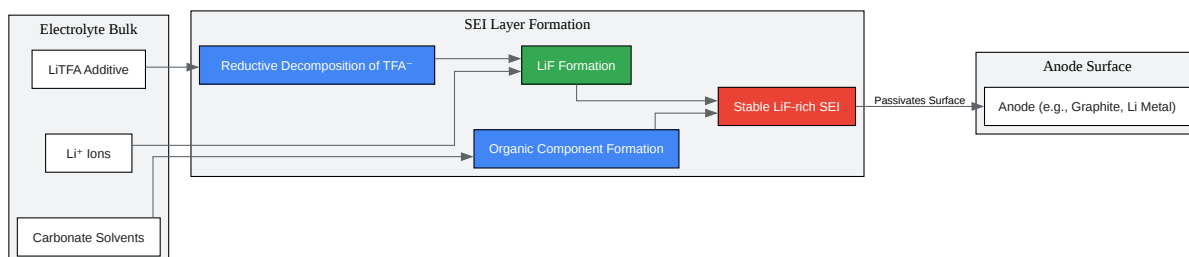 Electrolyte Bulk
LiTFA Additive
Li⁺ Ions
Carbonate Solvents
SEI Layer Formation
Reductive Decomposition of TFA⁻
LiF Formation
Organic Component Formation
Stable LiF-rich SEI
Passivates Surface
Anode Surface
Anode (e.g., Graphite, Li Metal)